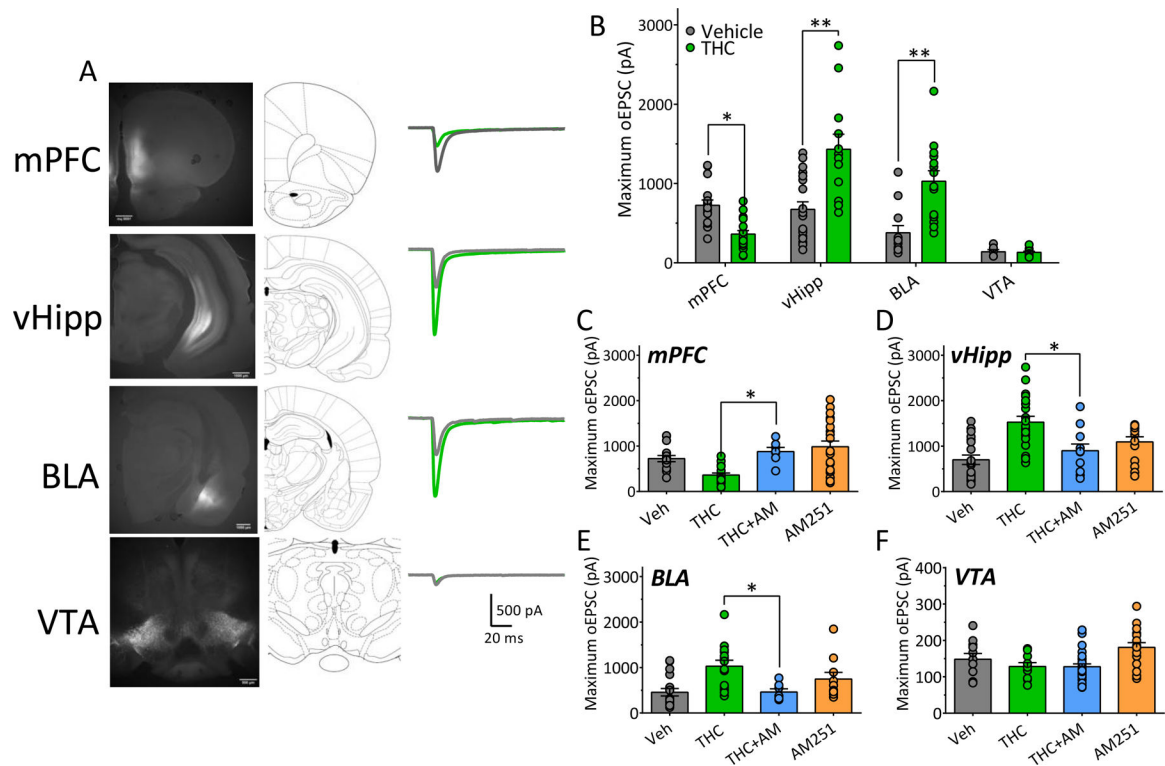 A
mPFC
vHipp
BLA
VTA
500 pA
20 ms
B
Maximum oEPSC (pA)
3000
2000
1000
0
Vehicle
THC
*
**
**
mPFC
vHipp
BLA
VTA
C
mPFC
Maximum oEPSC (pA)
3000
2000
1000
0
*
Veh
THC
THC+AM
AM251
D
vHipp
Maximum oEPSC (pA)
3000
2000
1000
0
*
Veh
THC
THC+AM
AM251
E
BLA
Maximum oEPSC (pA)
3000
2000
1000
0
*
Veh
THC
THC+AM
AM251
F
VTA
Maximum oEPSC (pA)
400
300
200
100
0
Veh
THC
THC+AM
AM251